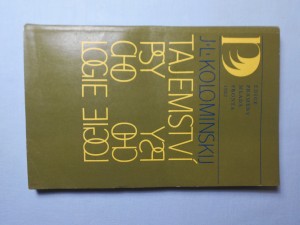 J.L. KOLOMINSKIJ
TAJEMSTVÍ
PSY
CHO
LOGIE